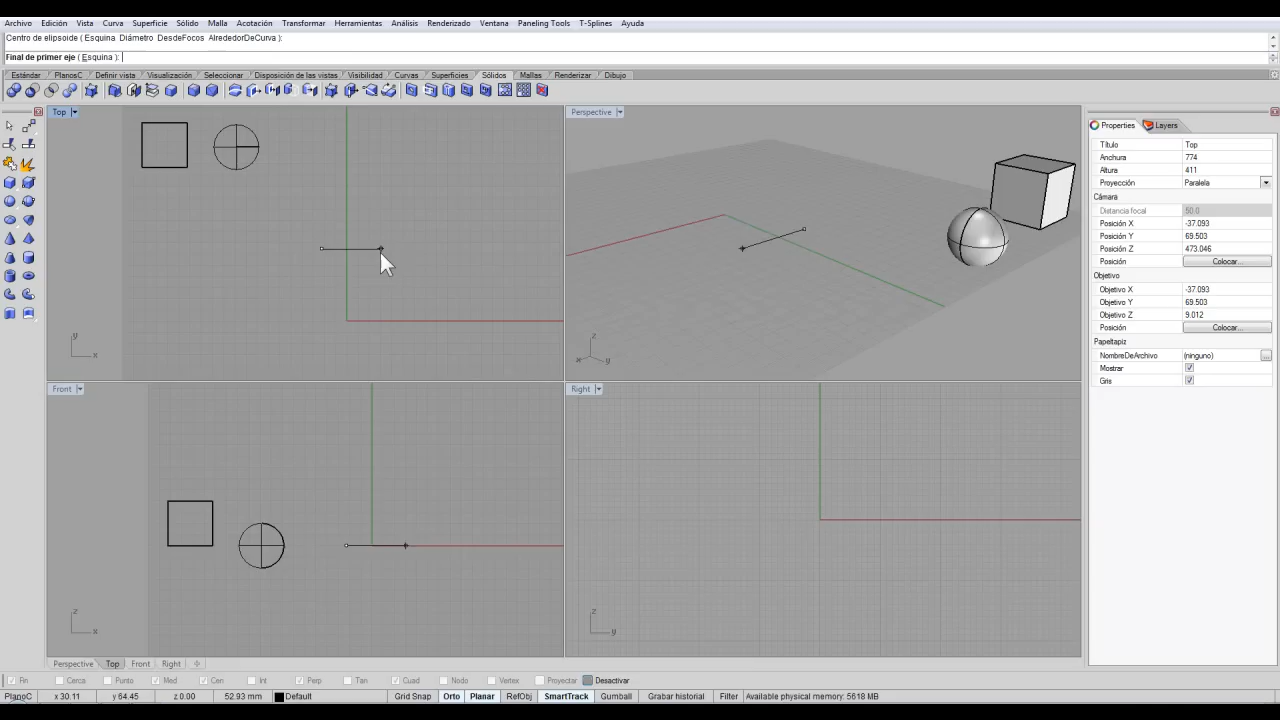 Archivo Edición Vista Curva Superficie Sólido Malla Acotación Transformar Herramientas Análisis Renderizado Ventana Paneling Tools T-Splines Ayuda
Centro de elipsoide ( Esquina Diámetro DesdeFocos AlrededorDeCurva ):
Final de primer eje ( Esquina ):
Estándar PlanosC Definir vista Visualización Seleccionar Disposición de las vistas Visibilidad Curvas Superficies Sólidos Mallas Renderizar Dibujo
Top
Perspective
Properties Layers
Título Top
Anchura 774
Altura 411
Proyección Paralela
Cámara
Distancia focal 50.0
Posición X -37.093
Posición Y 69.503
Posición Z 473.046
Posición Colocar...
Objetivo
Objetivo X -37.093
Objetivo Y 69.503
Objetivo Z 9.012
Posición Colocar...
Papeltapiz
NombreDeArchivo (ninguno) ...
Mostrar
Gris
y
x
z
x y
Front
Right
z
x
z
y
Perspective Top Front Right
Fin Cerca Punto Med Cen Int Perp Tan Cuad Nodo Vertex Proyectar Desactivar
PlanoC x 30.11 y 64.45 z 0.00 52.93 mm Default Grid Snap Orto Planar RefObj SmartTrack Gumball Grabar historial Filter Available physical memory: 5618 MB